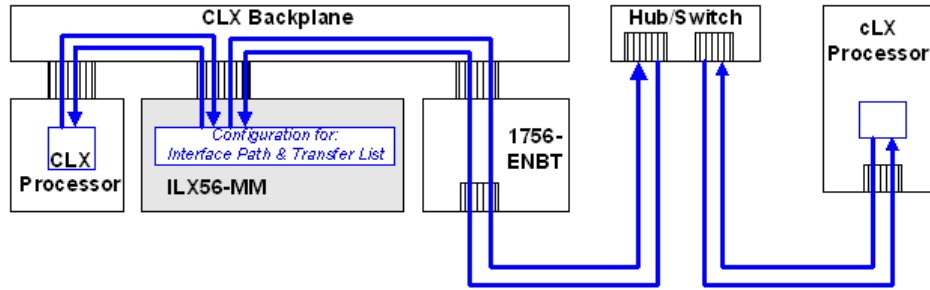 CLX Backplane
Hub/Switch
cLX
Processor
CLX
Processor
Configuration for:
Interface Path & Transfer List
ILX56-MM
1756-
ENBT